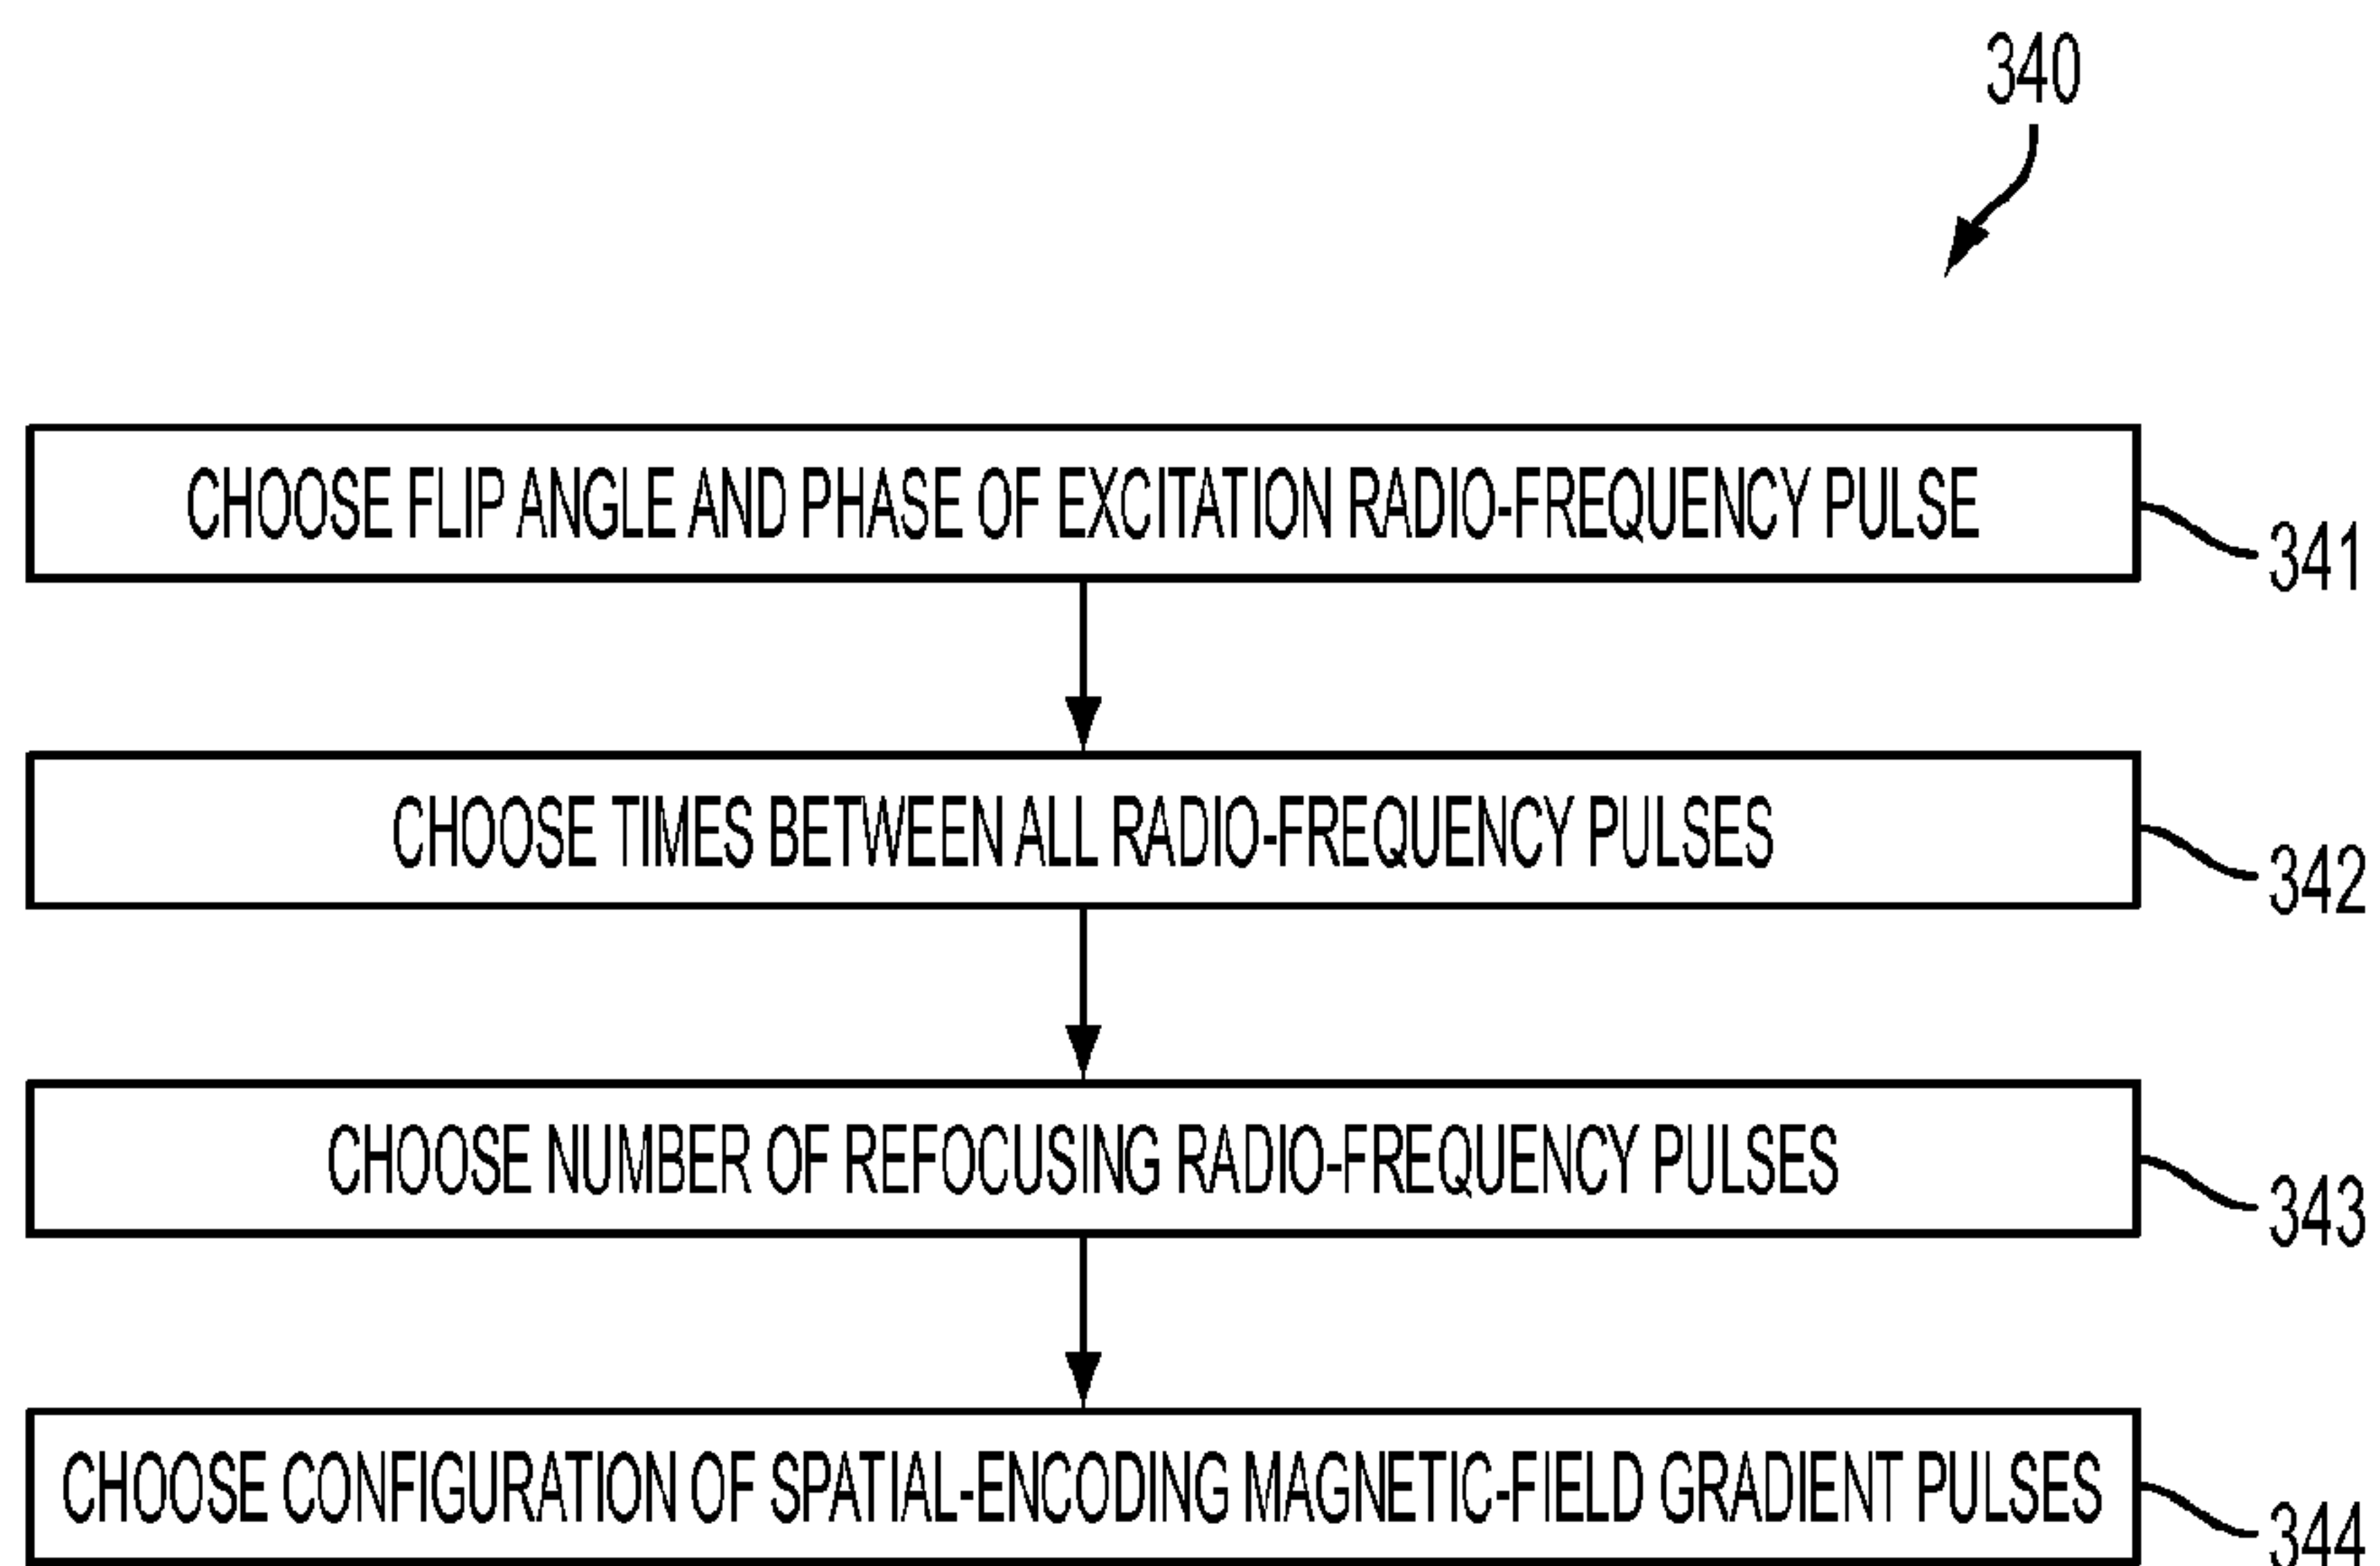 340
CHOOSE FLIP ANGLE AND PHASE OF EXCITATION RADIO-FREQUENCY PULSE
341
CHOOSE TIMES BETWEEN ALL RADIO-FREQUENCY PULSES
342
CHOOSE NUMBER OF REFOCUSING RADIO-FREQUENCY PULSES
343
CHOOSE CONFIGURATION OF SPATIAL-ENCODING MAGNETIC-FIELD GRADIENT PULSES
344